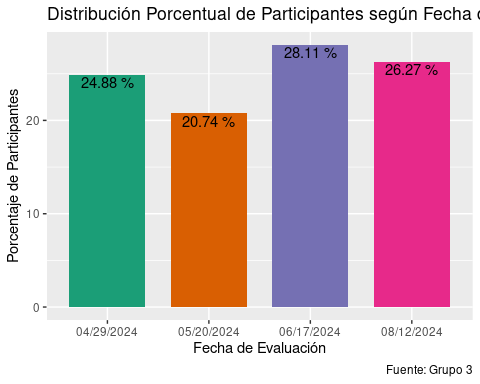 Distribución Porcentual de Participantes según Fecha
Porcentaje de Participantes
20
10
0
24.88 %
20.74 %
28.11 %
26.27 %
04/29/2024
05/20/2024
06/17/2024
08/12/2024
Fecha de Evaluación
Fuente: Grupo 3